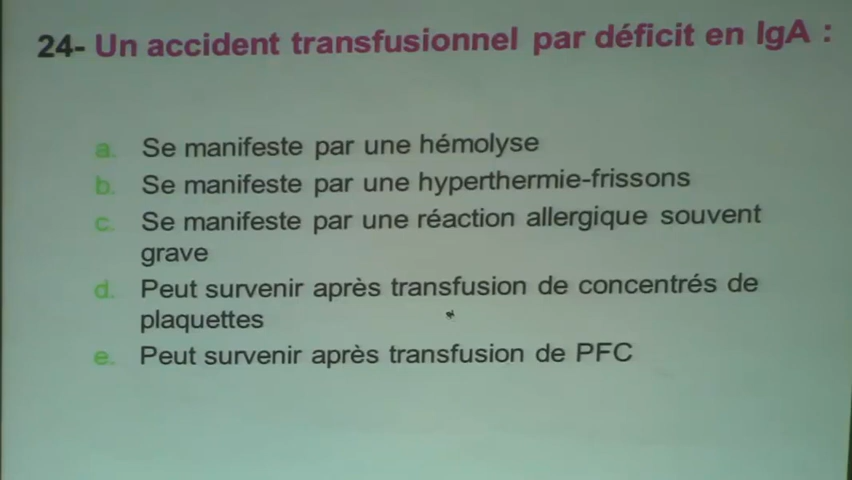 24- Un accident transfusionnel par déficit en IgA :
a. Se manifeste par une hémolyse
b. Se manifeste par une hyperthermie-frissons
c. Se manifeste par une réaction allergique souvent
grave
d. Peut survenir après transfusion de concentrés de
plaquettes
e. Peut survenir après transfusion de PFC